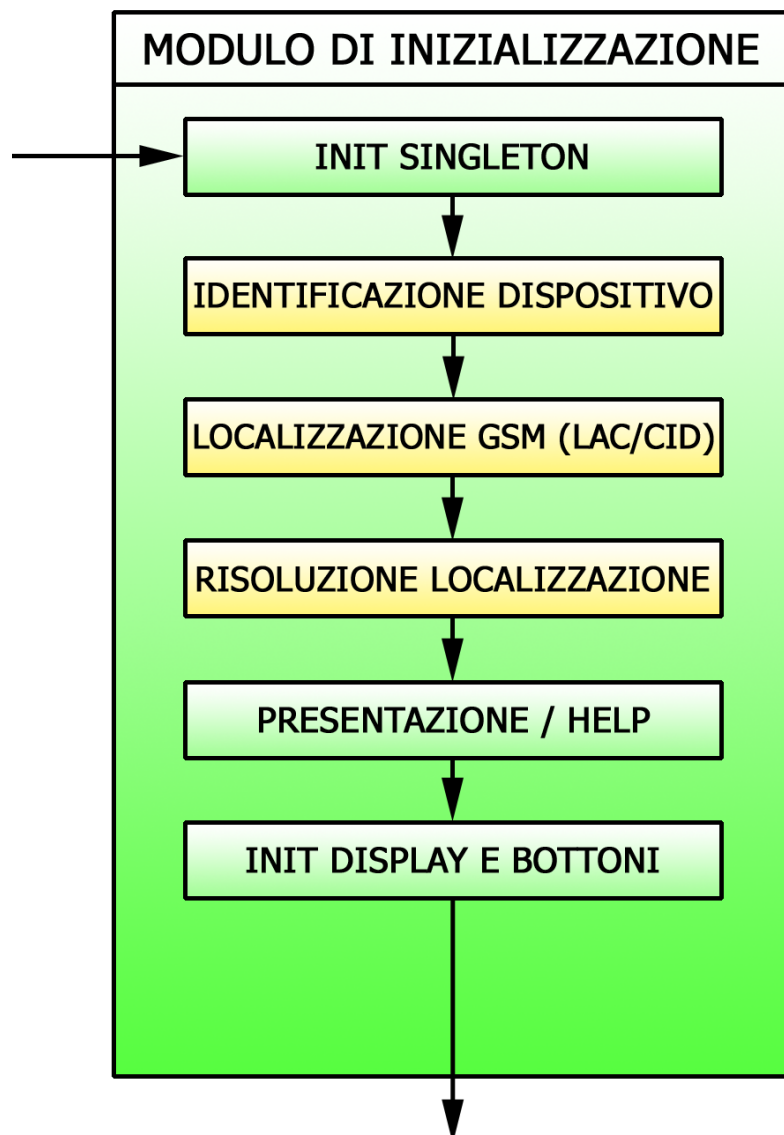 MODULO DI INIZIALIZZAZIONE
INIT SINGLETON
IDENTIFICAZIONE DISPOSITIVO
LOCALIZZAZIONE GSM (LAC/CID)
RISOLUZIONE LOCALIZZAZIONE
PRESENTAZIONE / HELP
INIT DISPLAY E BOTTONI